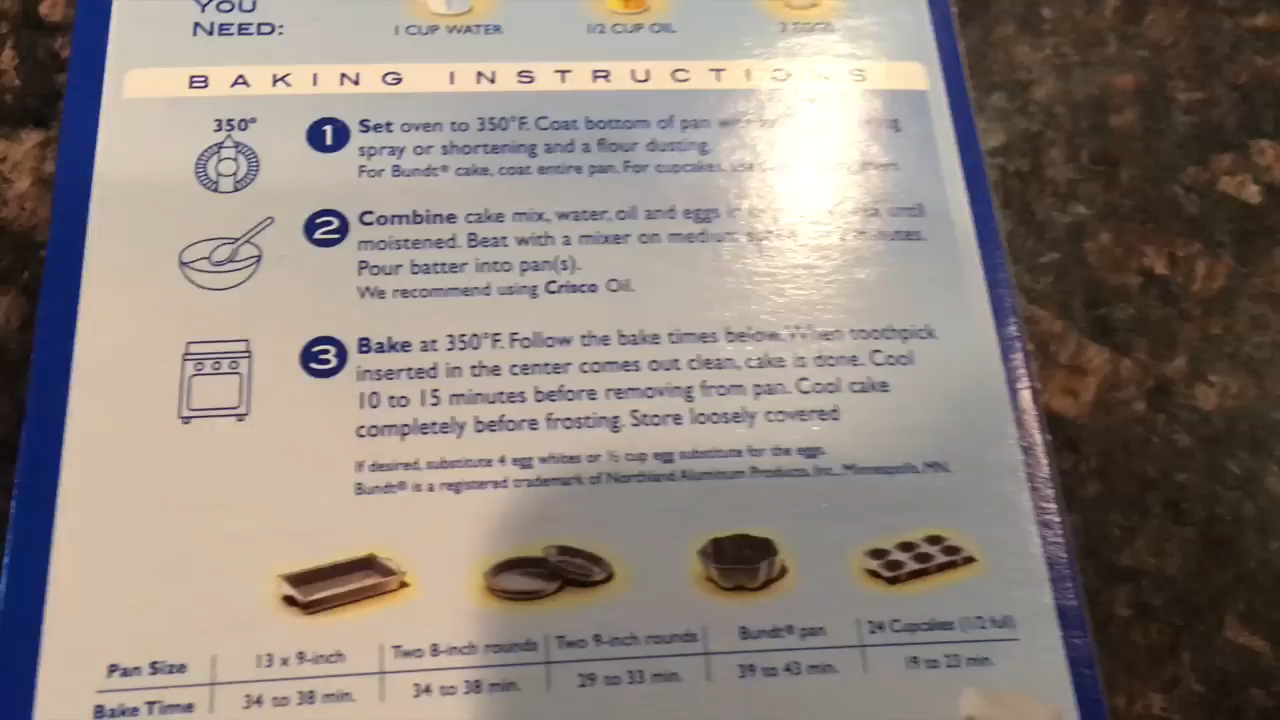 YOU
NEED:
1 CUP WATER
1/2 CUP OIL
BAKING INSTRUCTIONS
350°
1
Set oven to 350°F. Coat bottom of pan
spray or shortening and a flour dusting.
For Bundt® cake, coat entire pan. For cupcakes,
2
Combine cake mix, water, oil and eggs until
moistened. Beat with a mixer on medium minutes.
Pour batter into pan(s).
We recommend using Crisco Oil.
3
Bake at 350°F. Follow the bake times below. When toothpick
inserted in the center comes out clean, cake is done. Cool
10 to 15 minutes before removing from pan. Cool cake
completely before frosting. Store loosely covered
If desired, substitute 4 egg whites or cup egg substitute for the eggs.
Bundt® is a registered trademark of Northland Aluminum Products Inc., Minneapolis, MN.
Pan Size 13 x 9-inch Two 8-inch rounds Two 9-inch rounds Bundt® pan 24 Cupcakes (1/2 full)
Bake Time 34 to 38 min. 34 to 38 min. 29 to 33 min. 39 to 43 min. 19 to 23 min.